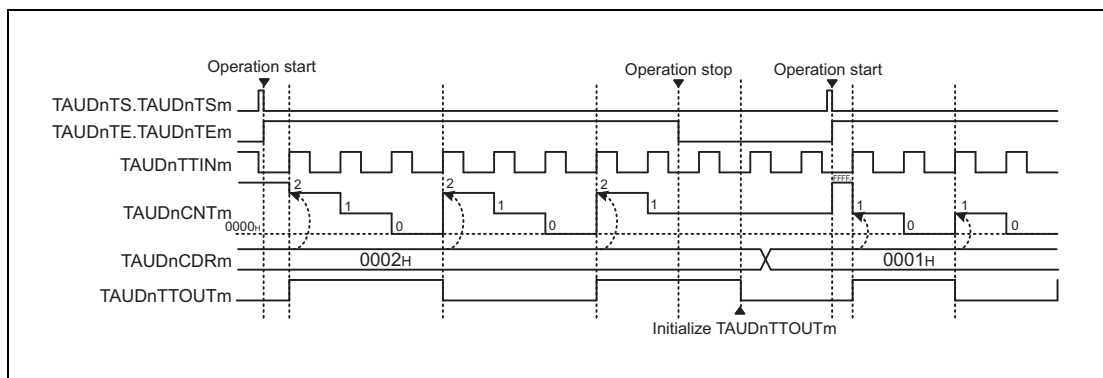 Operation start Operation stop Operation start
TAUDnTS.TAUDnTSm
TAUDnTE.TAUDnTEm
TAUDnTTINm
TAUDnCNTm
FFFF
2 2 2
1 1 1 1 1
0 0 0 0
0000H
TAUDnCDRm
0002H 0001H
TAUDnTTOUTm
Initialize TAUDnTTOUTm